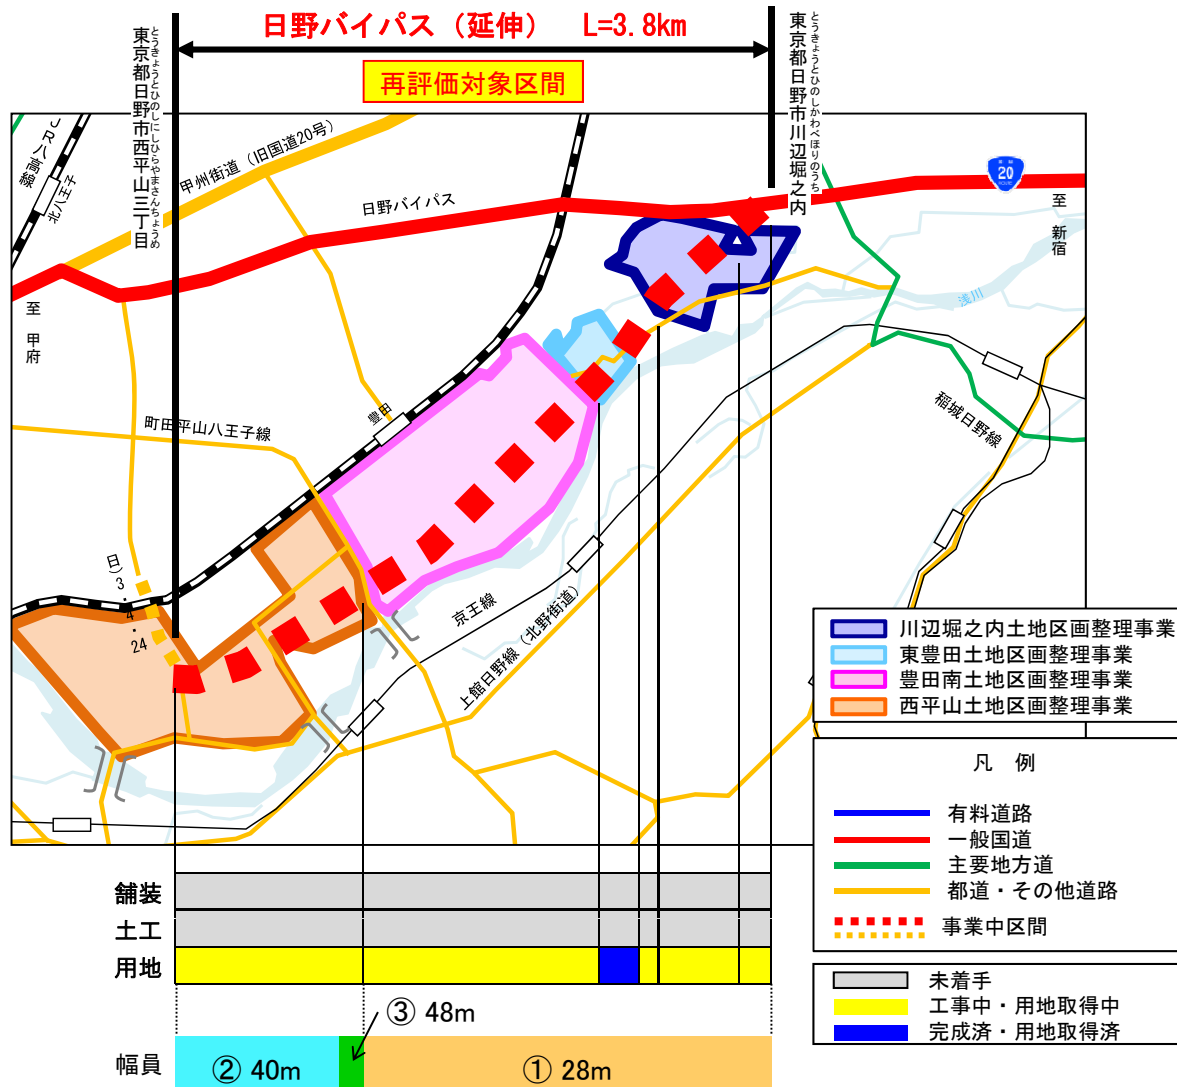 日野バイパス（延伸）　L=3.8km
再評価対象区間
東京都日野市西平山三丁目
とうきょうとひのしにしひらやまさんちょうめ
東京都日野市川辺堀之内
とうきょうとひのしかわべほりのうち
JR八高線
北八王子
甲州街道（旧国道20号）
日野バイパス
20
ROUTE
至 新宿
至 甲府
浅川
豊田
町田平山八王子線
稲城日野線
日）3・4・24
京王線
上館日野線（北野街道）
川辺堀之内土地区画整理事業
東豊田土地区画整理事業
豊田南土地区画整理事業
西平山土地区画整理事業
凡　例
有料道路
一般国道
主要地方道
都道・その他道路
事業中区間
未着手
工事中・用地取得中
完成済・用地取得済
舗装
土工
用地
③ 48m
幅員
② 40m
① 28m